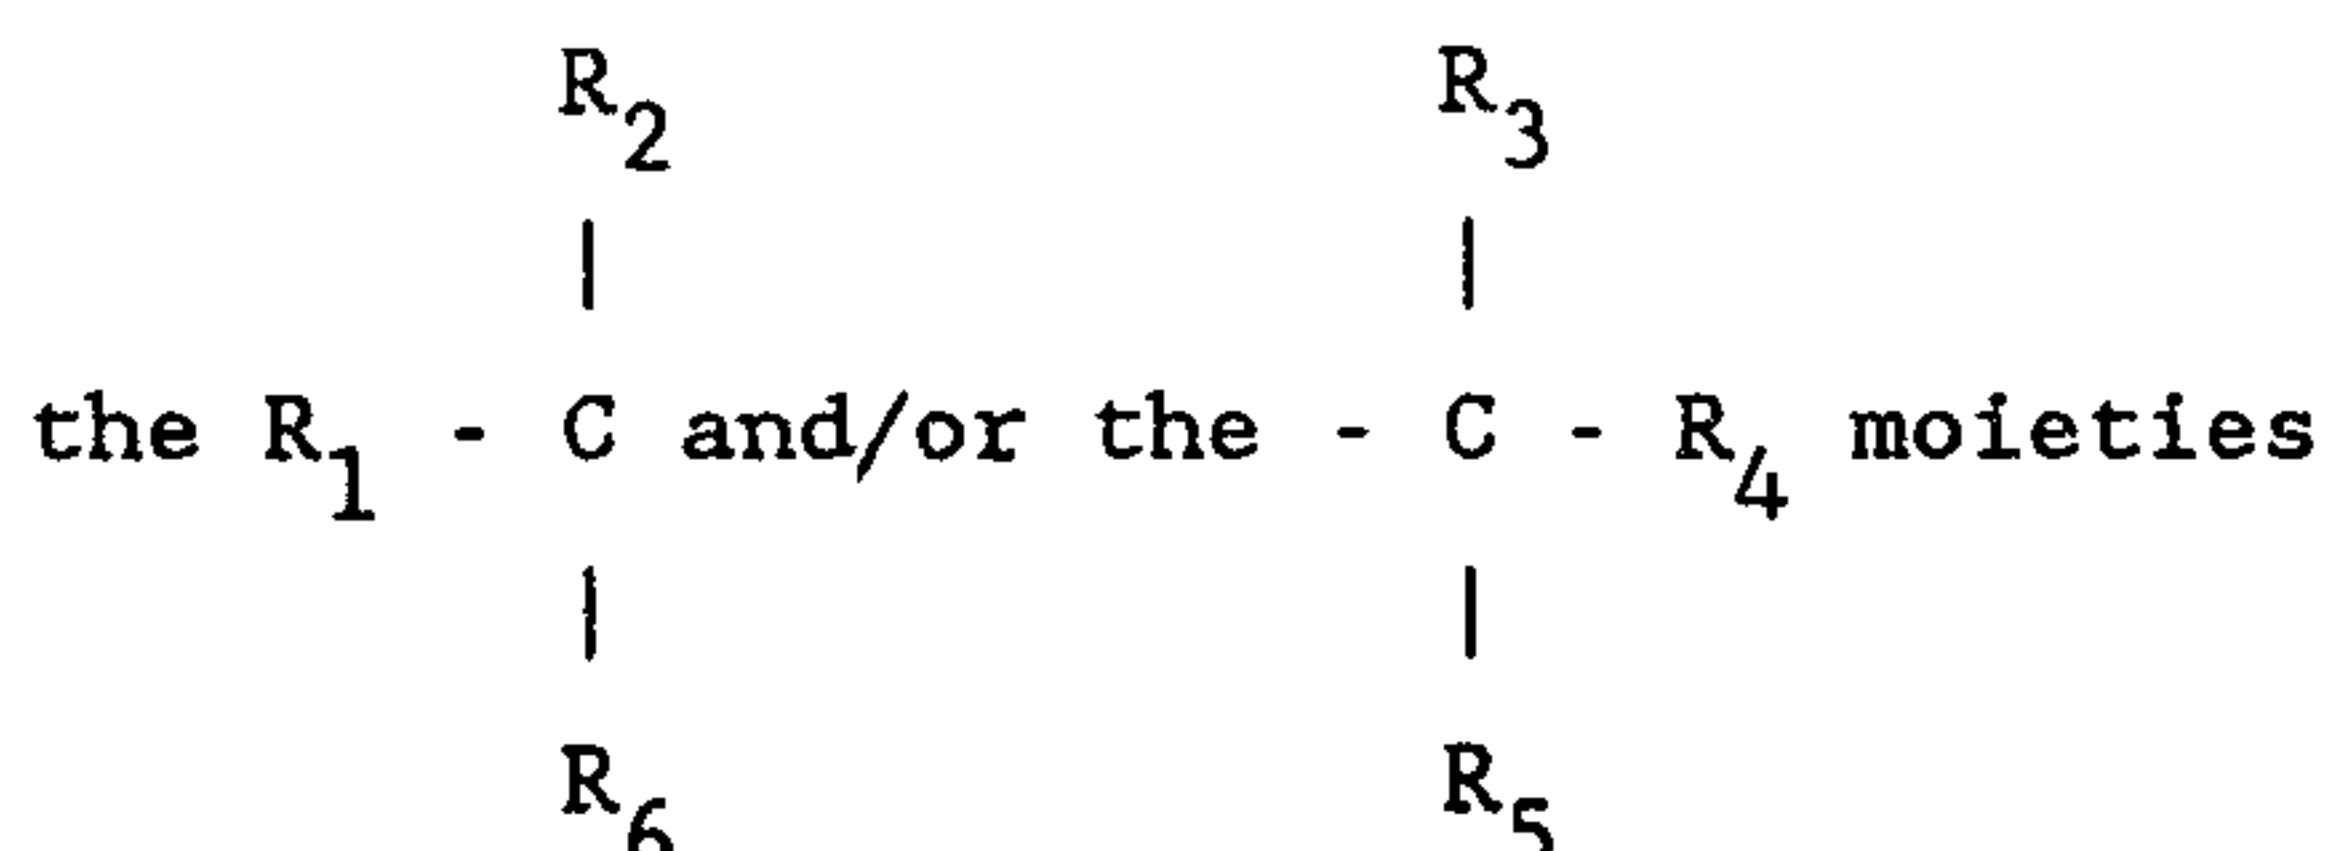 R2 R3
| |
the R1 - C and/or the - C - R4 moieties
| |
R6 R5